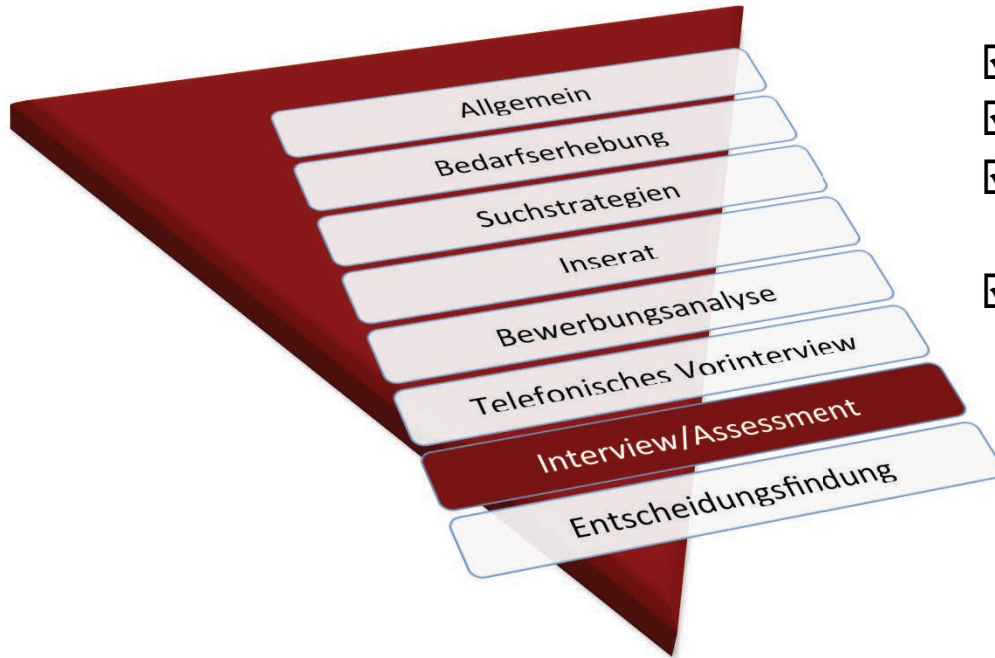 Allgemein
Bedarfserhebung
Suchstrategien
Inserat
Bewerbungsanalyse
Telefonisches Vorinterview
Interview/Assessment
Entscheidungsfindung